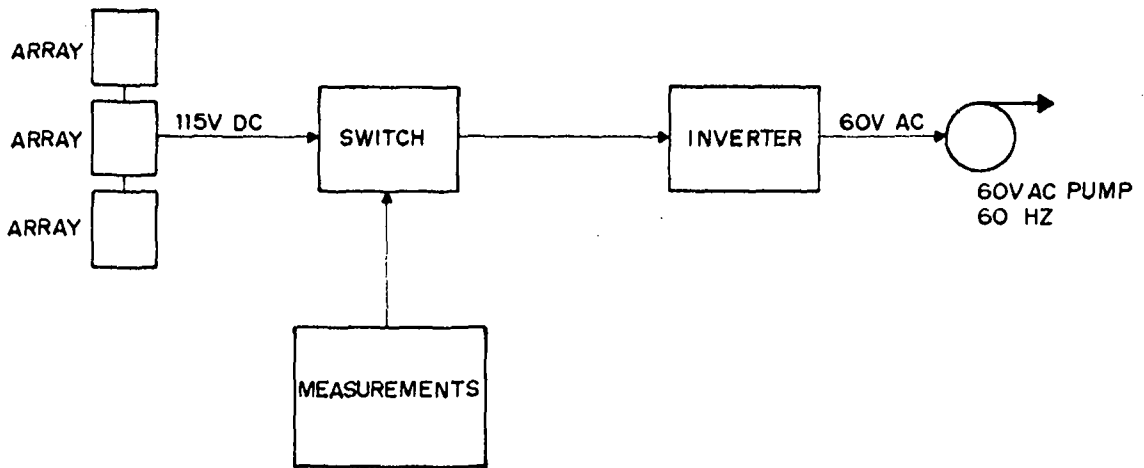 ARRAY
ARRAY
115V DC
SWITCH
INVERTER
60V AC
ARRAY
60V AC PUMP
60 HZ
MEASUREMENTS